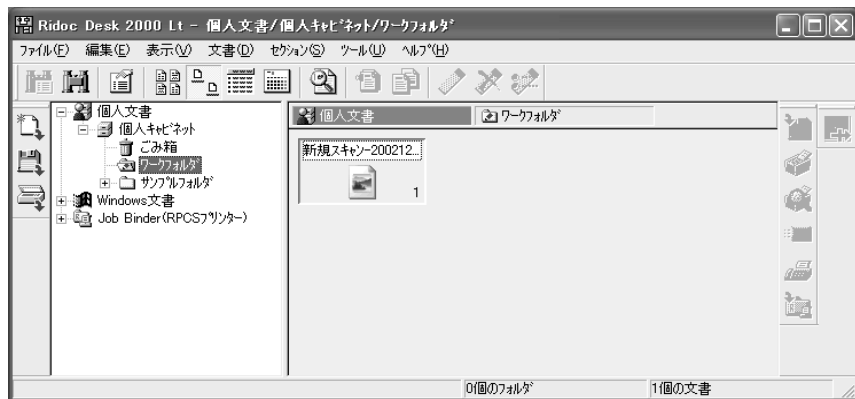 Ridoc Desk 2000 Lt - 個人文書/個人ｷｬﾋﾞﾈｯﾄ/ﾜｰｸﾌｫﾙﾀﾞ
ﾌｧｲﾙ(F) 編集(E) 表示(V) 文書(D) ｾｸｼｮﾝ(S) ﾂｰﾙ(U) ﾍﾙﾌﾟ(H)
個人文書
個人ｷｬﾋﾞﾈｯﾄ
ごみ箱
ﾜｰｸﾌｫﾙﾀﾞ
ｻﾝﾌﾟﾙﾌｫﾙﾀﾞ
Windows文書
Job Binder(RPCSﾌﾟﾘﾝﾀｰ)
個人文書 ﾜｰｸﾌｫﾙﾀﾞ
新規ｽｷｬﾝ-200212...
1
0個のﾌｫﾙﾀﾞ 1個の文書